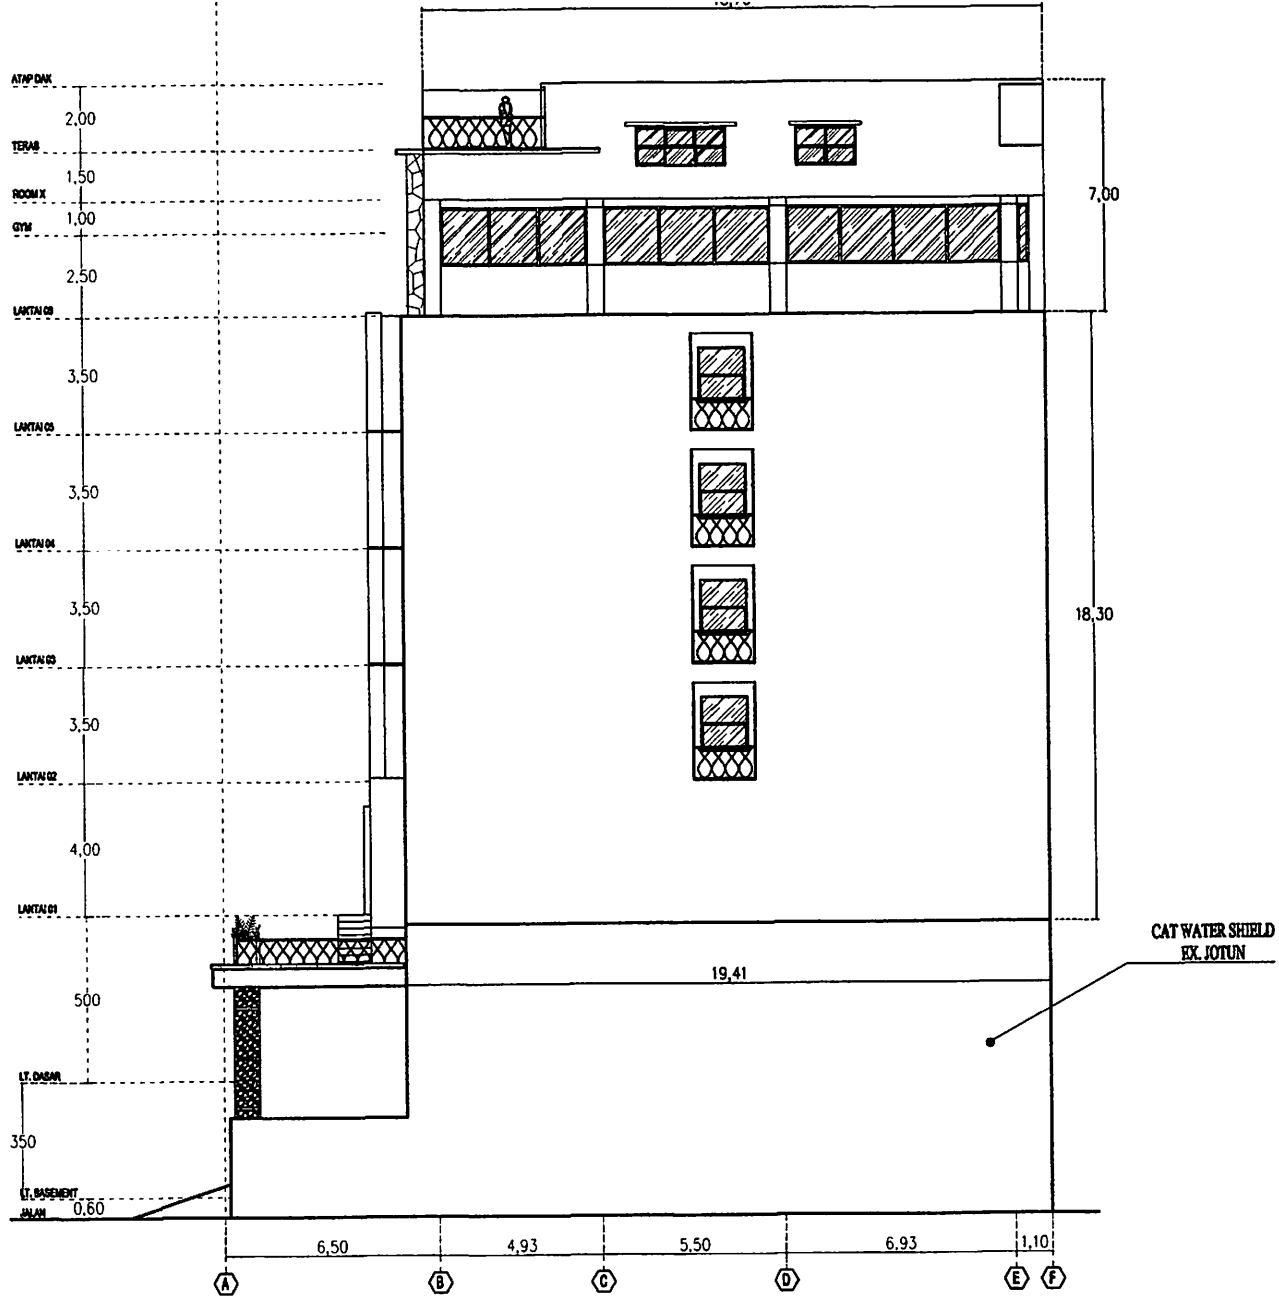 ATAP DAK
2,00
TERAS
1,50
ROOM X
1,00
GYM
2,50
7,00
LANTAI 06
3,50
LANTAI 05
3,50
LANTAI 04
3,50
18,30
LANTAI 03
3,50
LANTAI 02
4,00
LANTAI 01
CAT WATER SHIELD
EX. JOTUN
19,41
500
LT. DASAR
350
LT. BASEMENT
0,60
JALAN
6,50 4,93 5,50 6,93 1,10
A B C D E F